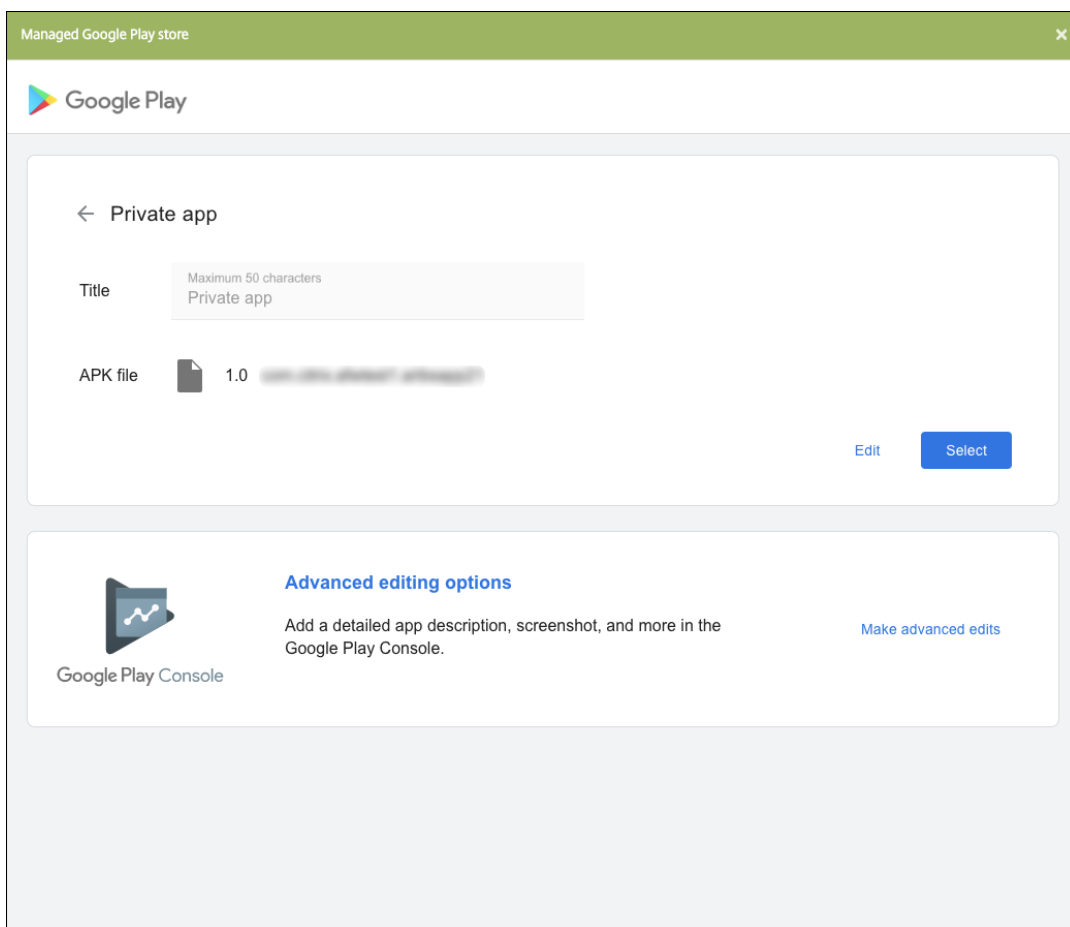 Managed Google Play store
Google Play
Private app
Title
Maximum 50 characters
Private app
APK file
1.0
Edit
Select
Advanced editing options
Add a detailed app description, screenshot, and more in the
Google Play Console.
Make advanced edits
Google Play Console